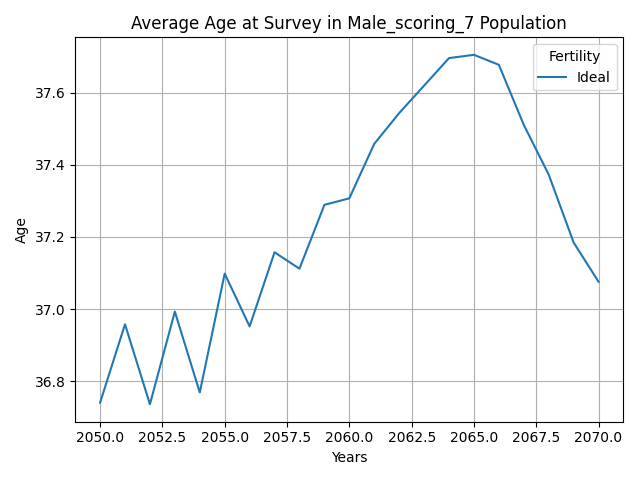 Average Age at Survey in Male_scoring_7 Population
Fertility
Ideal
37.6
37.4
37.2
37.0
36.8
Age
2050.0 2052.5 2055.0 2057.5 2060.0 2062.5 2065.0 2067.5 2070.0
Years